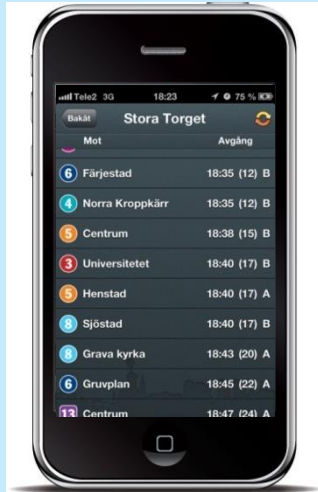 Tele2 3G 18:23 75 %
Bakåt Stora Torget
Mot Avgång
6 Färjestad 18:35 (12) B
4 Norra Kroppkärr 18:35 (12) B
5 Centrum 18:38 (15) B
3 Universitetet 18:40 (17) B
5 Henstad 18:40 (17) A
8 Sjöstad 18:40 (17) B
8 Grava kyrka 18:43 (20) A
6 Gruvplan 18:45 (22) A
13 Centrum 18:47 (24) A